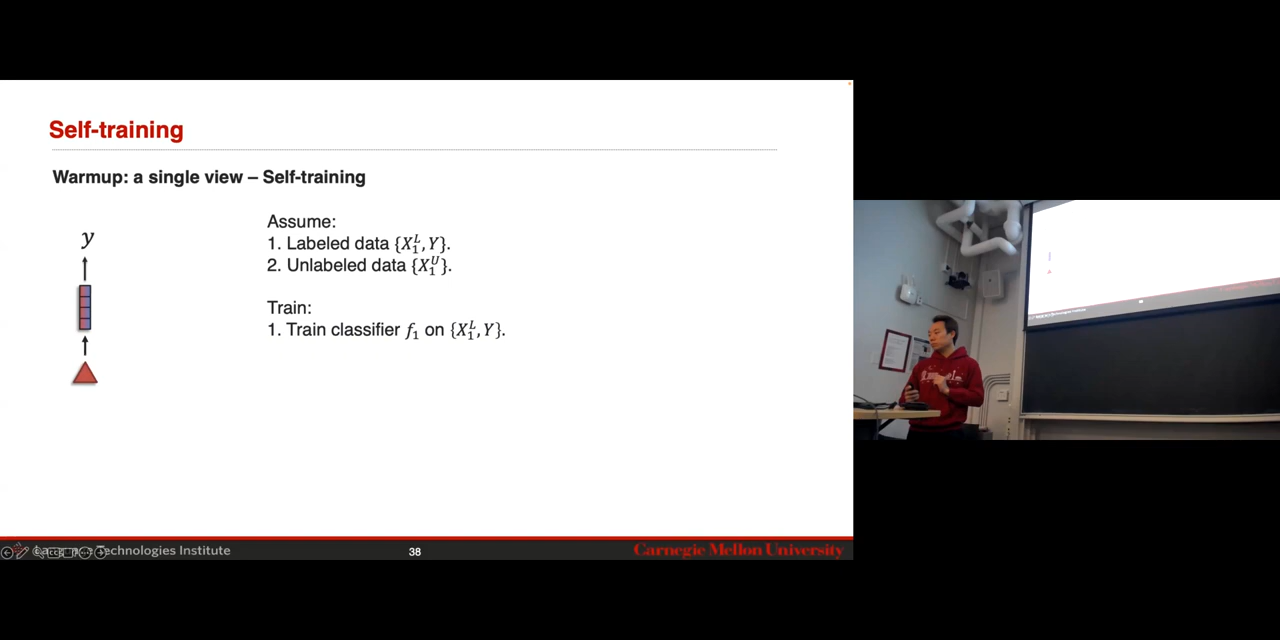 Self-training
Warmup: a single view – Self-training
y
Assume:
1. Labeled data {X₁ᴸ, Y}.
2. Unlabeled data {X₁ᵁ}.
Train:
1. Train classifier f₁ on {X₁ᴸ, Y}.
Technologies Institute
38
Carnegie Mellon University